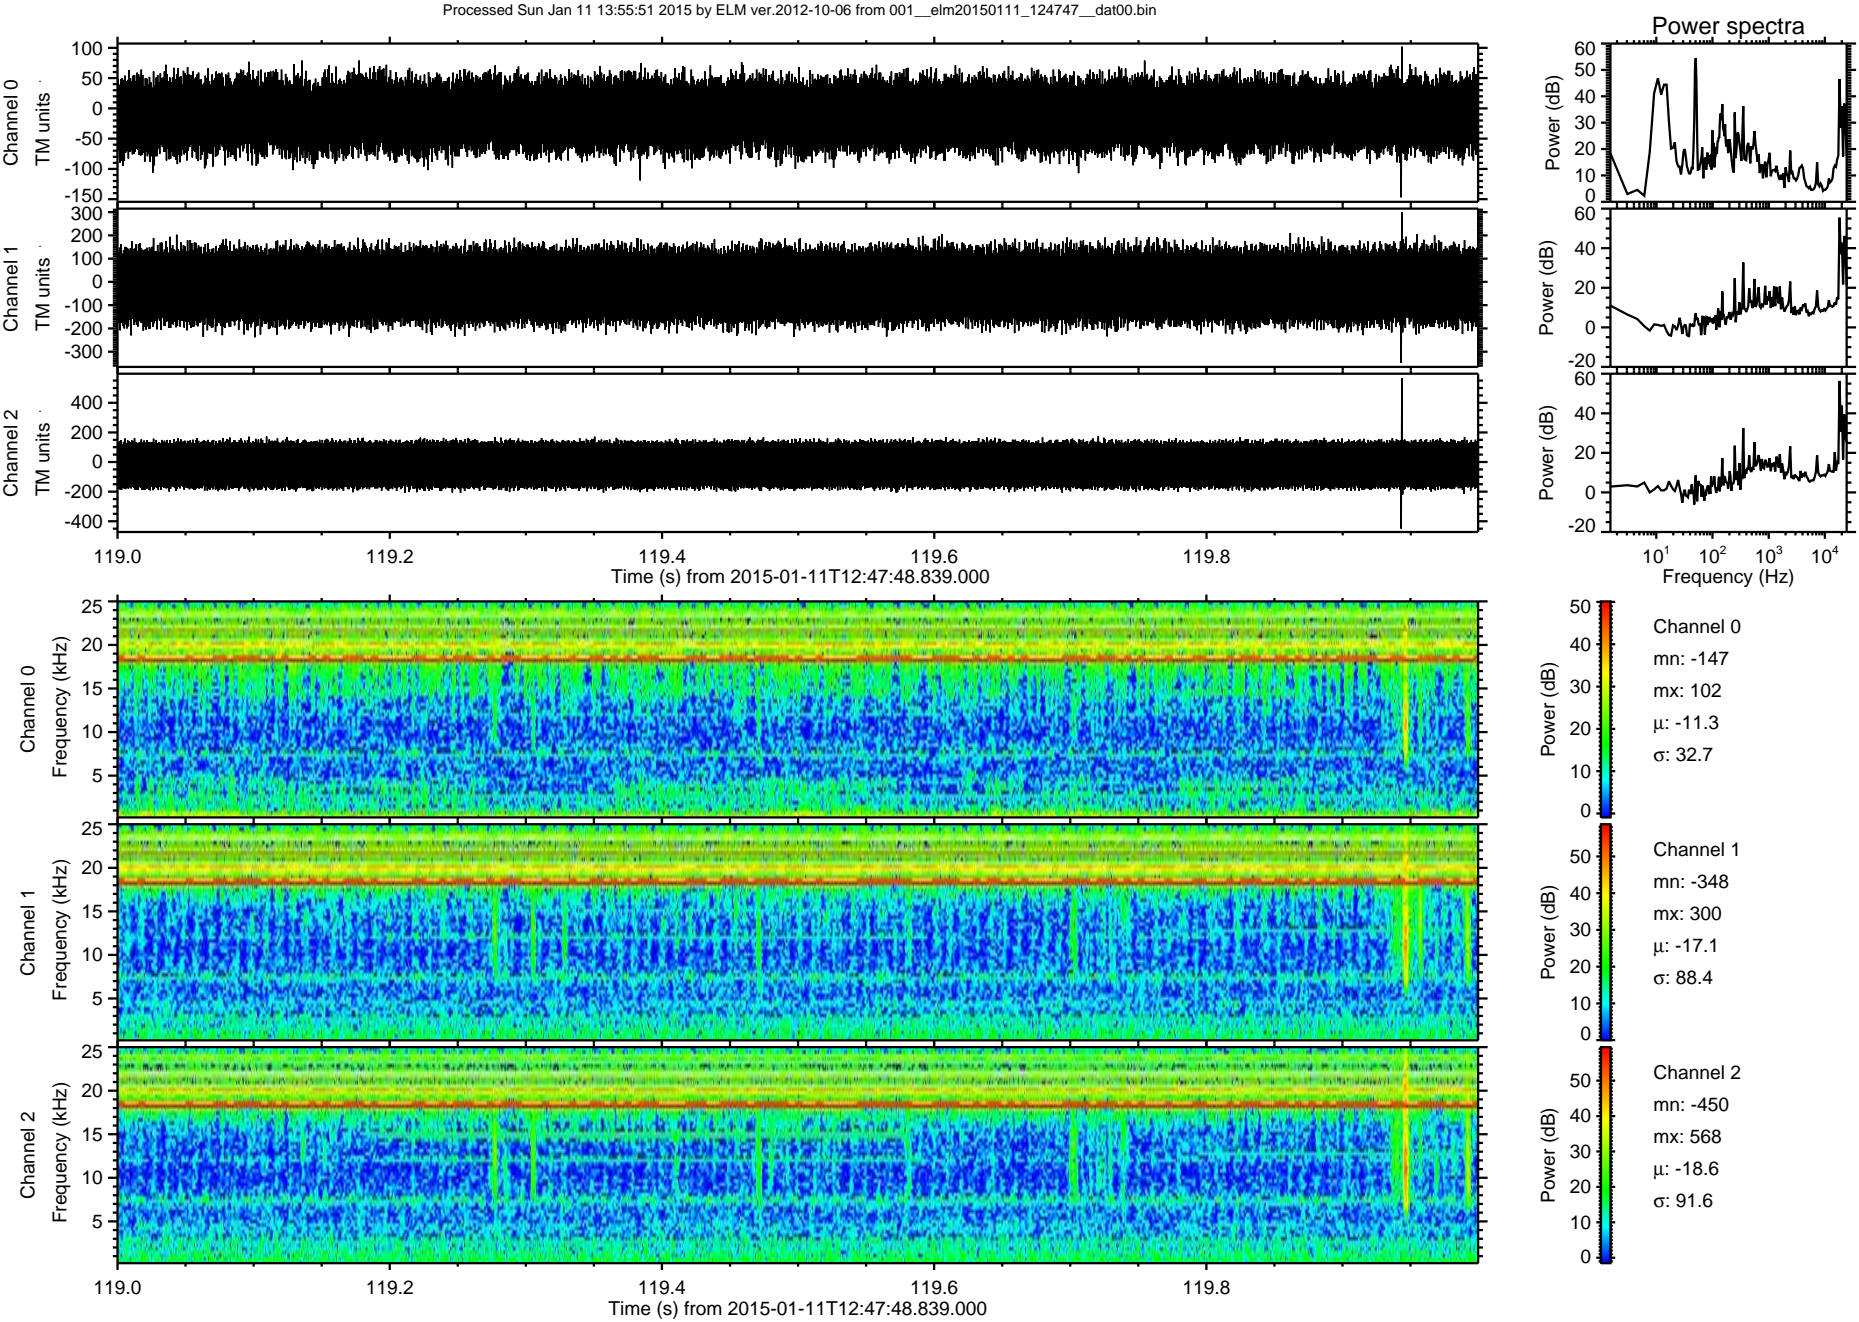 Processed Sun Jan 11 13:55:51 2015 by ELM ver.2012-10-06 from 001__elm20150111_124747__dat00.bin
Power spectra
Channel 0
TM units
100
50
0
-50
-100
-150
Power (dB)
60
50
40
30
20
10
0
Channel 1
TM units
300
200
100
0
-100
-200
-300
Power (dB)
60
40
20
0
-20
Channel 2
TM units
400
200
0
-200
-400
Power (dB)
60
40
20
0
-20
119.0 119.2 119.4 119.6 119.8
Time (s) from 2015-01-11T12:47:48.839.000
10¹ 10² 10³ 10⁴
Frequency (Hz)
Channel 0
Frequency (kHz)
25
20
15
10
5
Power (dB)
50
40
30
20
10
0
Channel 0
mn: -147
mx: 102
µ: -11.3
σ: 32.7
Channel 1
Frequency (kHz)
25
20
15
10
5
Power (dB)
50
40
30
20
10
0
Channel 1
mn: -348
mx: 300
µ: -17.1
σ: 88.4
Channel 2
Frequency (kHz)
25
20
15
10
5
Power (dB)
50
40
30
20
10
0
Channel 2
mn: -450
mx: 568
µ: -18.6
σ: 91.6
119.0 119.2 119.4 119.6 119.8
Time (s) from 2015-01-11T12:47:48.839.000